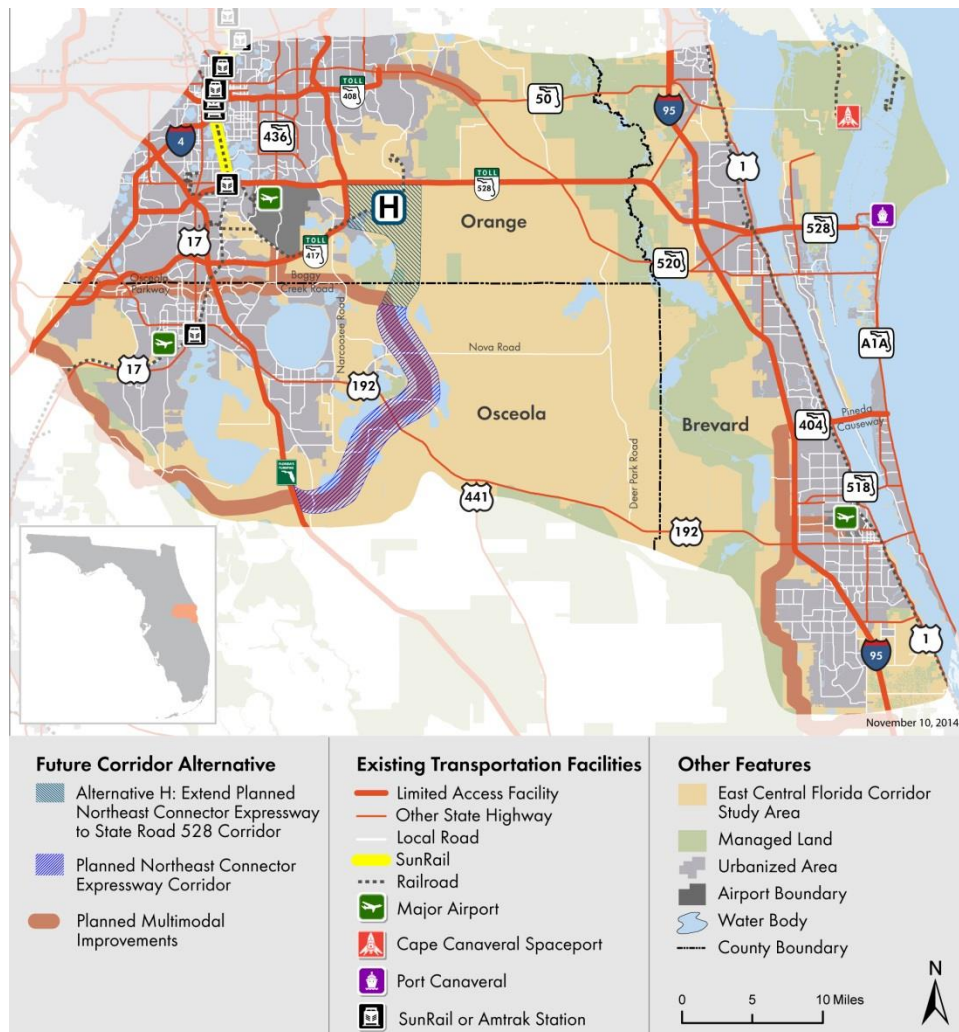 TOLL
408
50
95
436
4
1
TOLL
528
H
Orange
528
17
TOLL
417
520
Osceola
Parkway
Boggy
Creek Road
Narcoossee Road
A1A
Nova Road
17
192
Osceola
Brevard
404
Pineda
Causeway
Deer Park Road
518
441
192
1
95
November 10, 2014
Future Corridor Alternative
Alternative H: Extend Planned
Northeast Connector Expressway
to State Road 528 Corridor
Planned Northeast Connector
Expressway Corridor
Planned Multimodal
Improvements
Existing Transportation Facilities
Limited Access Facility
Other State Highway
Local Road
SunRail
Railroad
Major Airport
Cape Canaveral Spaceport
Port Canaveral
SunRail or Amtrak Station
Other Features
East Central Florida Corridor
Study Area
Managed Land
Urbanized Area
Airport Boundary
Water Body
County Boundary
N
0 5 10 Miles